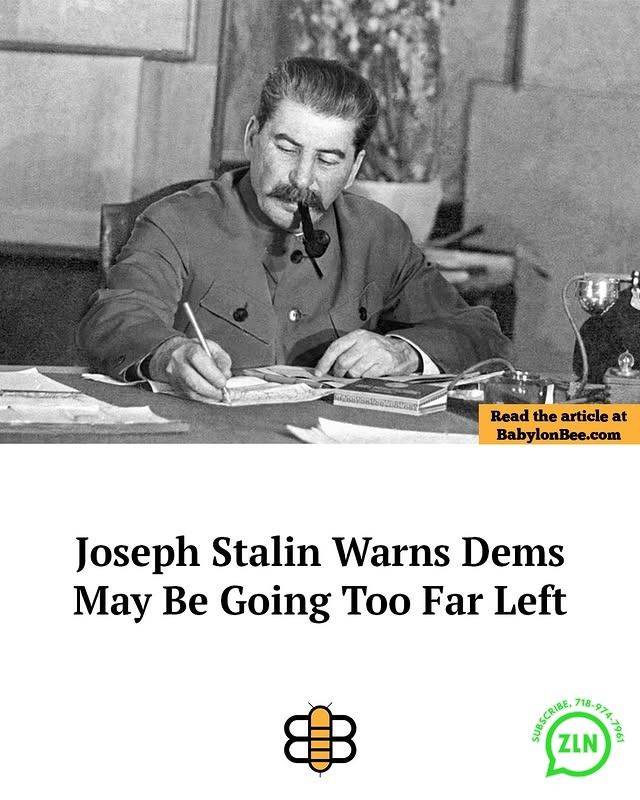 Read the article at
BabylonBee.com
Joseph Stalin Warns Dems
May Be Going Too Far Left
SUBSCRIBE, 718-974-7961
ZLN